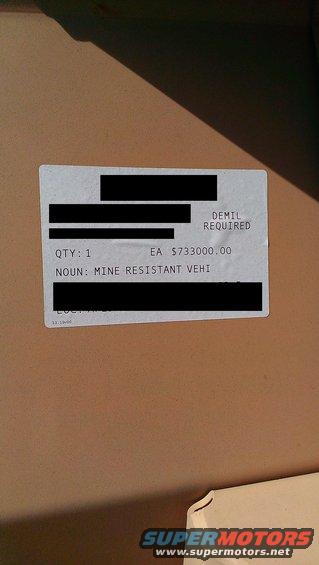 DEMIL
REQUIRED
QTY: 1 EA $733000.00
NOUN: MINE RESISTANT VEHI
SUPERMOTORS
www.supermotors.net